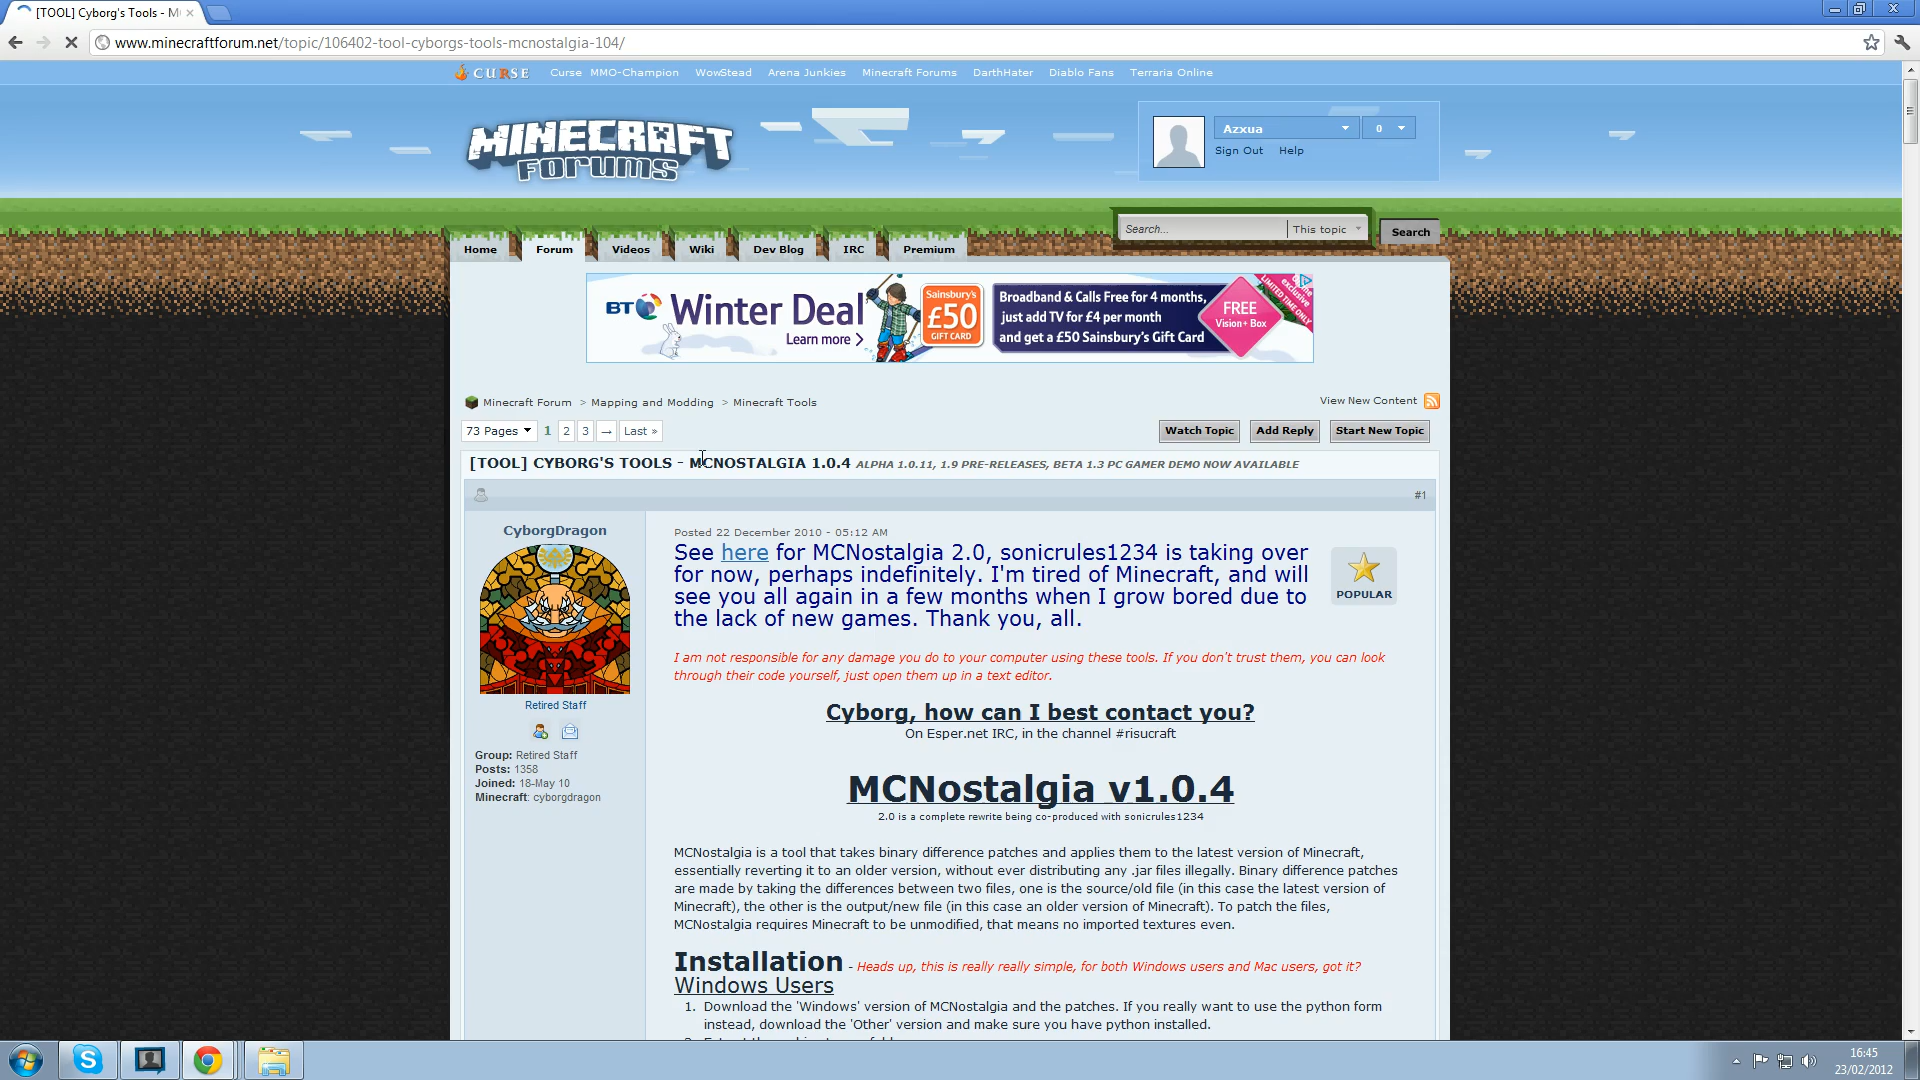 [TOOL] Cyborg's Tools - M
www.minecraftforum.net/topic/106402-tool-cyborgs-tools-mcnostalgia-104/
CURSE Curse MMO-Champion WowStead Arena Junkies Minecraft Forums DarthHater Diablo Fans Terraria Online
MINECRAFT
FORUMS
Azxua 0
Sign Out Help
Search... This topic Search
Home Forum Videos Wiki Dev Blog IRC Premium
BT Winter Deal
Learn more >
Sainsbury's
£50
GIFT CARD
Broadband & Calls Free for 4 months,
just add TV for £4 per month
and get a £50 Sainsbury's Gift Card
FREE
Vision+ Box
exclusive
LIMITED TIME ONLY
Minecraft Forum > Mapping and Modding > Minecraft Tools
View New Content
73 Pages 1 2 3 → Last »
Watch Topic Add Reply Start New Topic
[TOOL] CYBORG'S TOOLS - MCNOSTALGIA 1.0.4 ALPHA 1.0.11, 1.9 PRE-RELEASES, BETA 1.3 PC GAMER DEMO NOW AVAILABLE
#1
CyborgDragon
Retired Staff
Group: Retired Staff
Posts: 1358
Joined: 18-May 10
Minecraft: cyborgdragon
Posted 22 December 2010 - 05:12 AM
See here for MCNostalgia 2.0, sonicrules1234 is taking over
for now, perhaps indefinitely. I'm tired of Minecraft, and will
see you all again in a few months when I grow bored due to
the lack of new games. Thank you, all.
POPULAR
I am not responsible for any damage you do to your computer using these tools. If you don't trust them, you can look
through their code yourself, just open them up in a text editor.
Cyborg, how can I best contact you?
On Esper.net IRC, in the channel #risucraft
MCNostalgia v1.0.4
2.0 is a complete rewrite being co-produced with sonicrules1234
MCNostalgia is a tool that takes binary difference patches and applies them to the latest version of Minecraft,
essentially reverting it to an older version, without ever distributing any .jar files illegally. Binary difference patches
are made by taking the differences between two files, one is the source/old file (in this case the latest version of
Minecraft), the other is the output/new file (in this case an older version of Minecraft). To patch the files,
MCNostalgia requires Minecraft to be unmodified, that means no imported textures even.
Installation - Heads up, this is really really simple, for both Windows users and Mac users, got it?
Windows Users
1. Download the 'Windows' version of MCNostalgia and the patches. If you really want to use the python form
instead, download the 'Other' version and make sure you have python installed.
16:45
23/02/2012